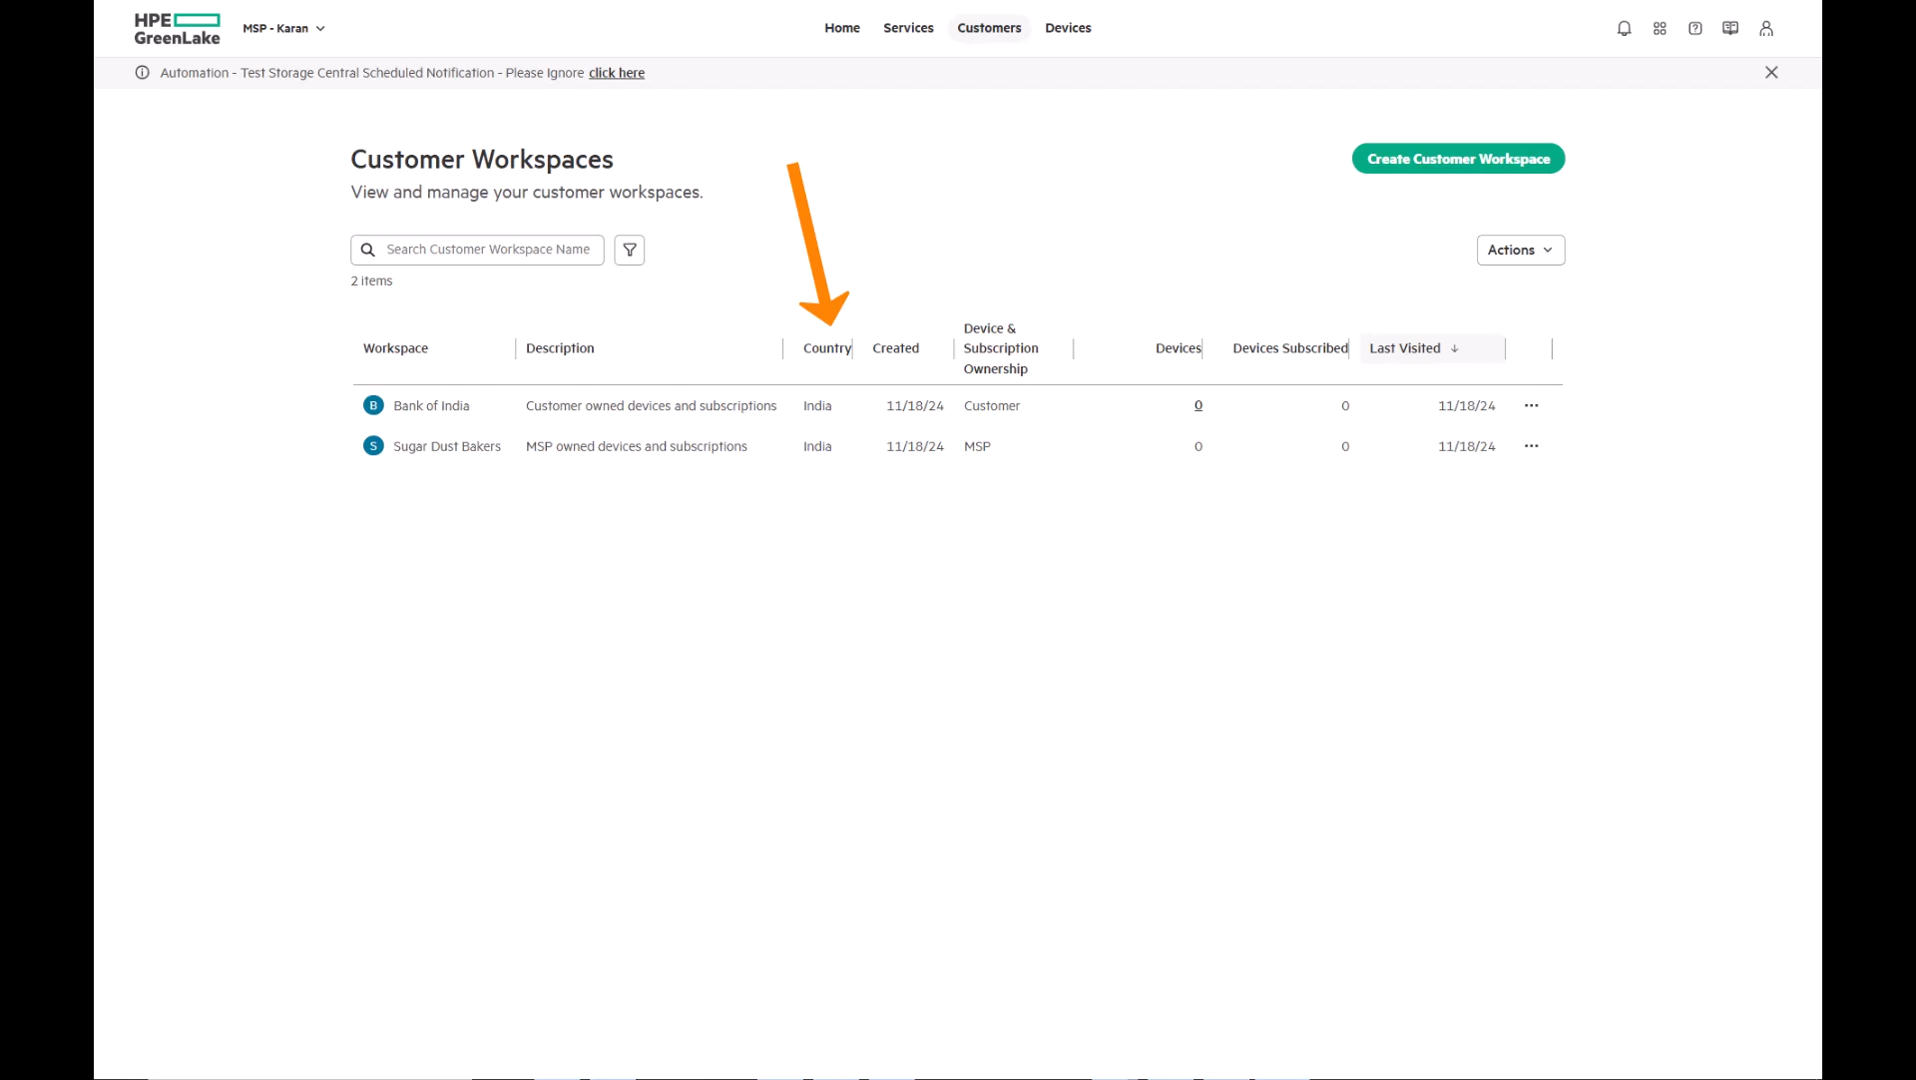 HPE
GreenLake
MSP - Karan
Home Services Customers Devices
Automation - Test Storage Central Scheduled Notification - Please Ignore click here
Customer Workspaces
Create Customer Workspace
View and manage your customer workspaces.
Search Customer Workspace Name
Actions
2 items
Workspace Description Country Created Device & Subscription Ownership Devices Devices Subscribed Last Visited
B Bank of India Customer owned devices and subscriptions India 11/18/24 Customer 0 0 11/18/24
S Sugar Dust Bakers MSP owned devices and subscriptions India 11/18/24 MSP 0 0 11/18/24